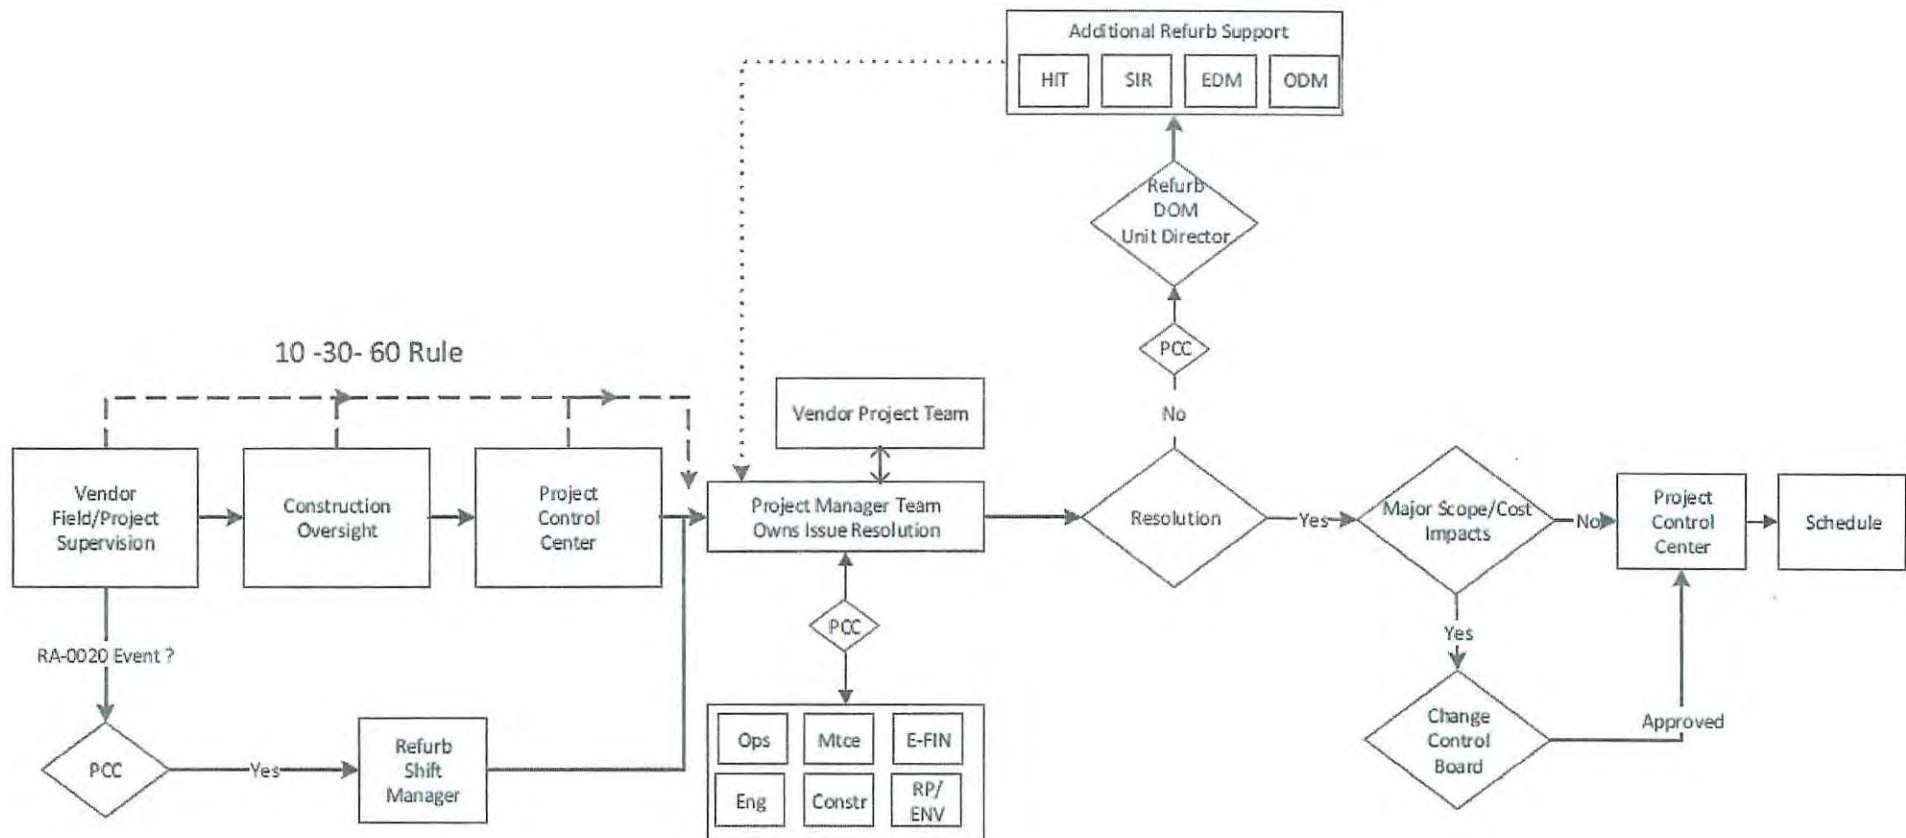 Additional Refurb Support
HIT
SIR
EDM
ODM
Refurb
DOM
Unit Director
PCC
No
10 -30- 60 Rule
Vendor
Field/Project
Supervision
Construction
Oversight
Project
Control
Center
Vendor Project Team
Project Manager Team
Owns Issue Resolution
Resolution
Yes
Major Scope/Cost
Impacts
No
Project
Control
Center
Schedule
RA-0020 Event ?
PCC
Yes
Refurb
Shift
Manager
PCC
Ops
Mtce
E-FIN
Eng
Constr
RP/
ENV
Yes
Change
Control
Board
Approved